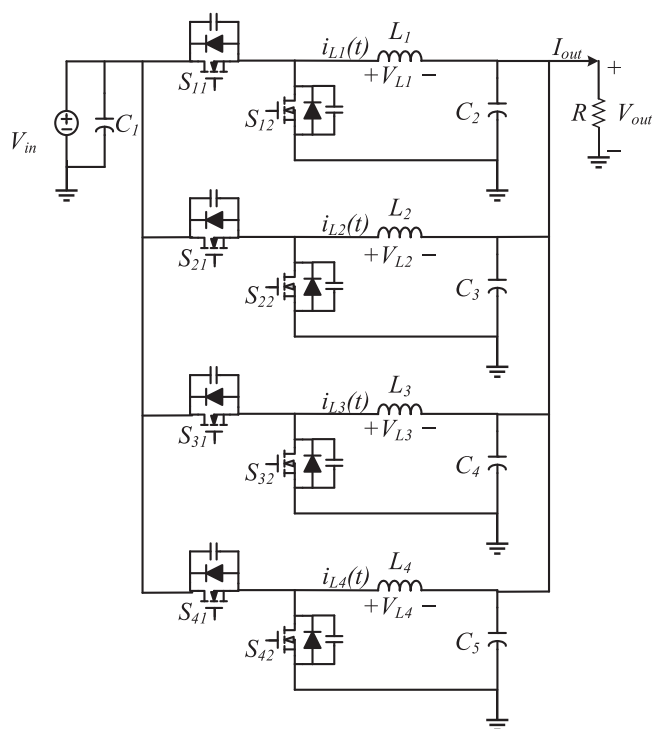 S11
iL1(t)
L1
+VL1−
Iout
+
Vin
C1
S12
C2
R
Vout
−
S21
iL2(t)
L2
+VL2−
S22
C3
S31
iL3(t)
L3
+VL3−
S32
C4
S41
iL4(t)
L4
+VL4−
S42
C5